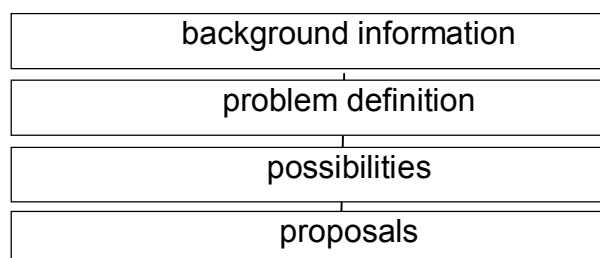 background information
problem definition
possibilities
proposals